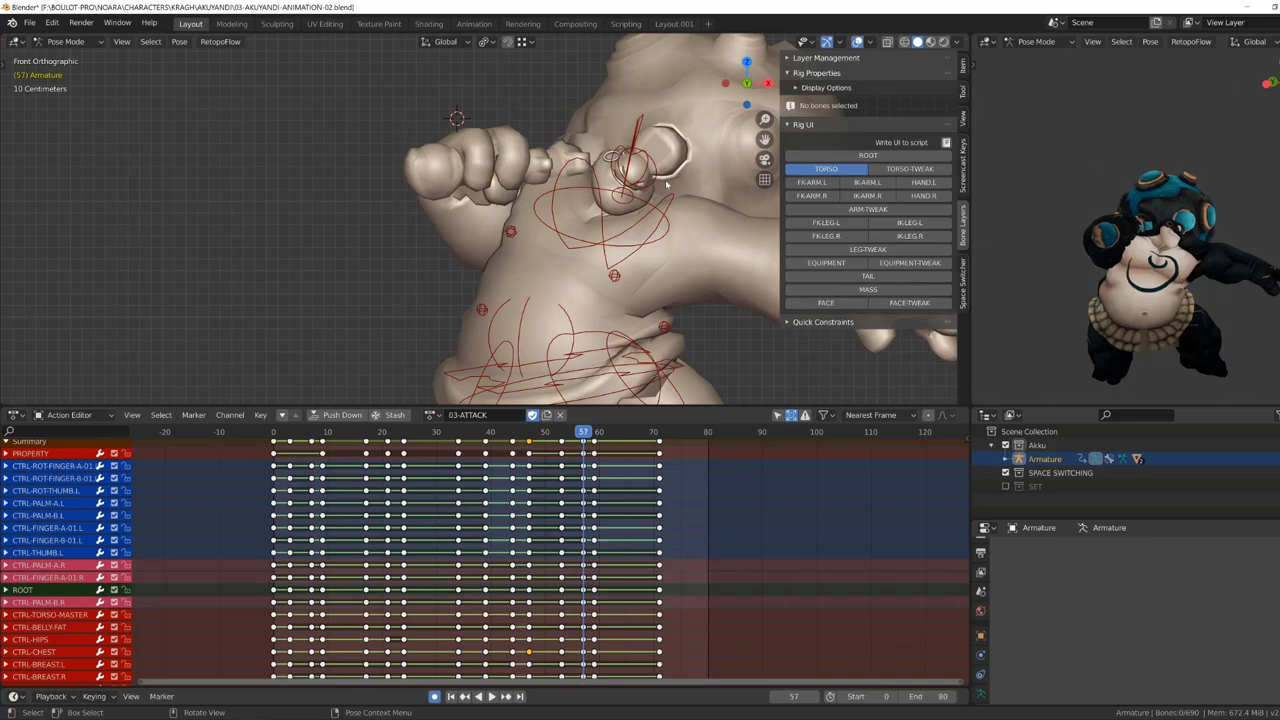 Blender* [F:\BOULOT-PRO\NOARA\CHARACTERS\KRAGH\AKUYANDI\03-AKUYANDI-ANIMATION-02.blend]
File Edit Render Window Help Layout Modeling Sculpting UV Editing Texture Paint Shading Animation Rendering Compositing Scripting Layout.001 + Scene View Layer
Pose Mode View Select Pose RetopoFlow Global Pose Mode View Select Pose RetopoFlow Global
Front Orthographic
(57) Armature
10 Centimeters
Z
X
Y
Layer Management
Rig Properties
Display Options
No bones selected
Rig UI
Write UI to script
ROOT
TORSO TORSO-TWEAK
FK-ARM.L IK-ARM.L HAND.L
FK-ARM.R IK-ARM.R HAND.R
ARM-TWEAK
FK-LEG-L IK-LEG-L
FK-LEG.R IK-LEG.R
LEG-TWEAK
EQUIPMENT EQUIPMENT-TWEAK
TAIL
MASS
FACE FACE-TWEAK
Quick Constraints
Item
Tool
View
Screencast Keys
Bone Layers
Space Switcher
Action Editor View Select Marker Channel Key Push Down Stash 03-ATTACK Nearest Frame
-20 0 10 20 30 40 50 57 60 70 80 90 100 110 120
Summary
PROPERTY
CTRL-ROT-FINGER-A-01.L
CTRL-ROT-FINGER-B-01.L
CTRL-ROT-THUMB.L
CTRL-PALM-A.L
CTRL-PALM-B.L
CTRL-FINGER-A-01.L
CTRL-FINGER-B-01.L
CTRL-THUMB.L
CTRL-PALM-A.R
CTRL-FINGER-A-01.R
ROOT
CTRL-PALM-B.R
CTRL-TORSO-MASTER
CTRL-BELLY-FAT
CTRL-HIPS
CTRL-CHEST
CTRL-BREAST.L
CTRL-BREAST.R
Scene Collection
Akku
Armature
SPACE SWITCHING
SET
Armature Armature
Playback Keying View Marker 57 Start 0 End 80
Select Box Select Rotate View Pose Context Menu Armature | Bones:0/690 | Mem: 672.4 MiB | v2